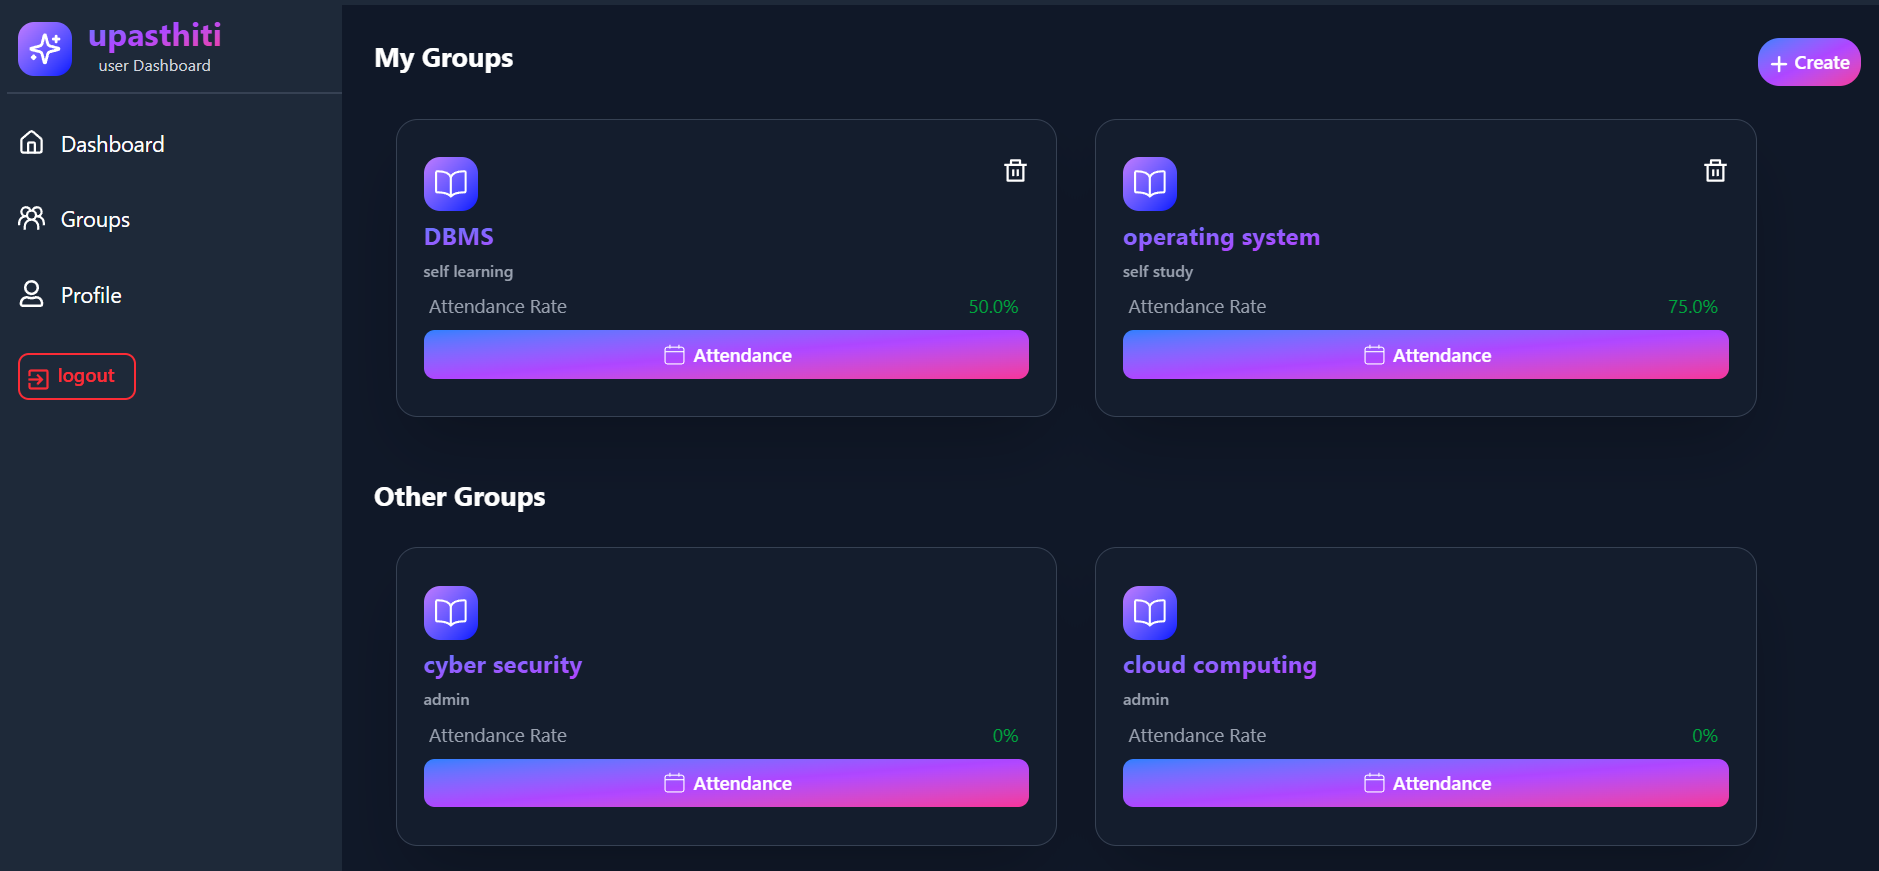 upasthiti
user Dashboard
Dashboard
Groups
Profile
logout
My Groups
Create
DBMS
self learning
Attendance Rate 50.0%
Attendance
operating system
self study
Attendance Rate 75.0%
Attendance
Other Groups
cyber security
admin
Attendance Rate 0%
Attendance
cloud computing
admin
Attendance Rate 0%
Attendance